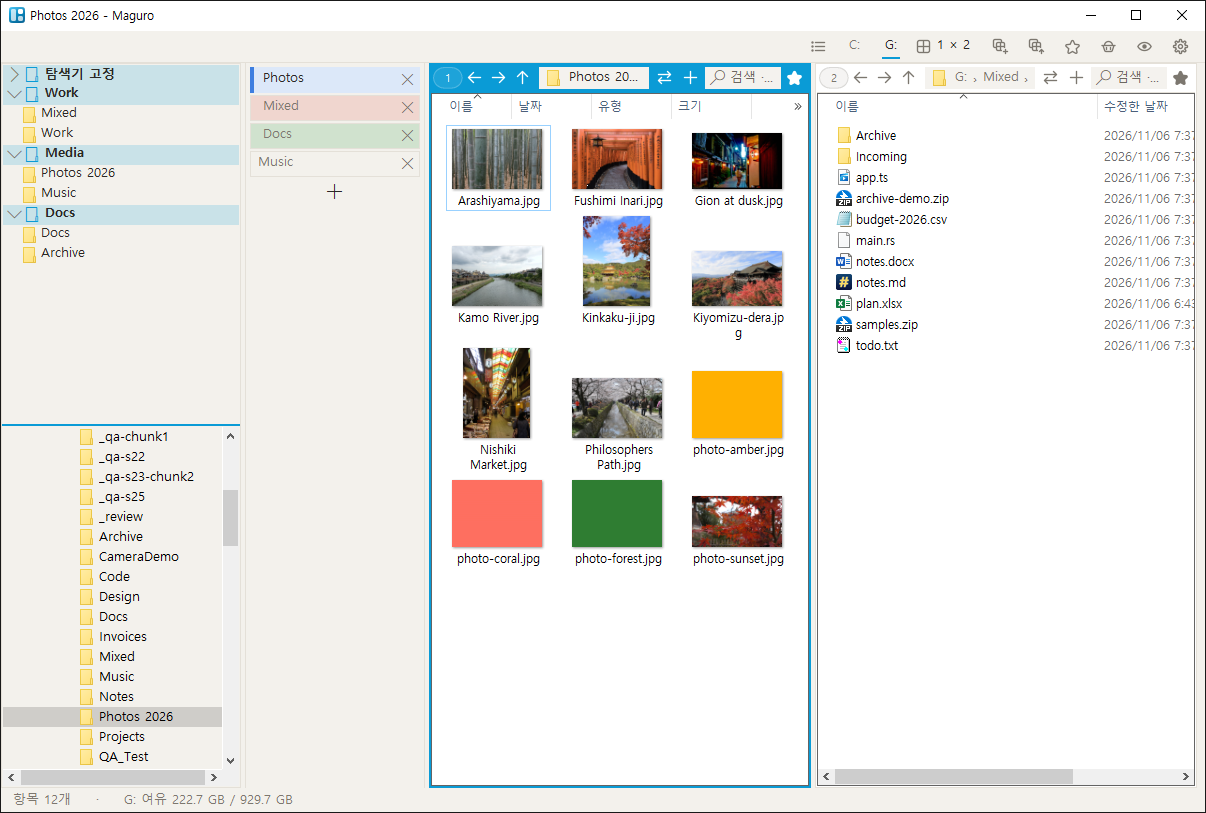 Photos 2026 - Maguro
C: G: 1 × 2
탐색기 고정
Work
Mixed
Work
Media
Photos 2026
Music
Docs
Docs
Archive
_qa-chunk1
_qa-s22
_qa-s23-chunk2
_qa-s25
_review
Archive
CameraDemo
Code
Design
Docs
Invoices
Mixed
Music
Notes
Photos 2026
Projects
QA_Test
Photos
Mixed
Docs
Music
1 Photos 20... 검색 ...
이름 날짜 유형 크기 »
Arashiyama.jpg Fushimi Inari.jpg Gion at dusk.jpg
Kamo River.jpg Kinkaku-ji.jpg Kiyomizu-dera.jp
g
Nishiki Philosophers photo-amber.jpg
Market.jpg Path.jpg
photo-coral.jpg photo-forest.jpg photo-sunset.jpg
2 G: › Mixed › 검색 ...
이름 수정한 날짜
Archive 2026/11/06 7:37
Incoming 2026/11/06 7:37
app.ts 2026/11/06 7:37
ZIP archive-demo.zip 2026/11/06 7:37
budget-2026.csv 2026/11/06 7:37
main.rs 2026/11/06 7:37
notes.docx 2026/11/06 7:37
# notes.md 2026/11/06 7:37
plan.xlsx 2026/11/06 6:43
ZIP samples.zip 2026/11/06 7:37
todo.txt 2026/11/06 7:37
항목 12개 · G: 여유 222.7 GB / 929.7 GB